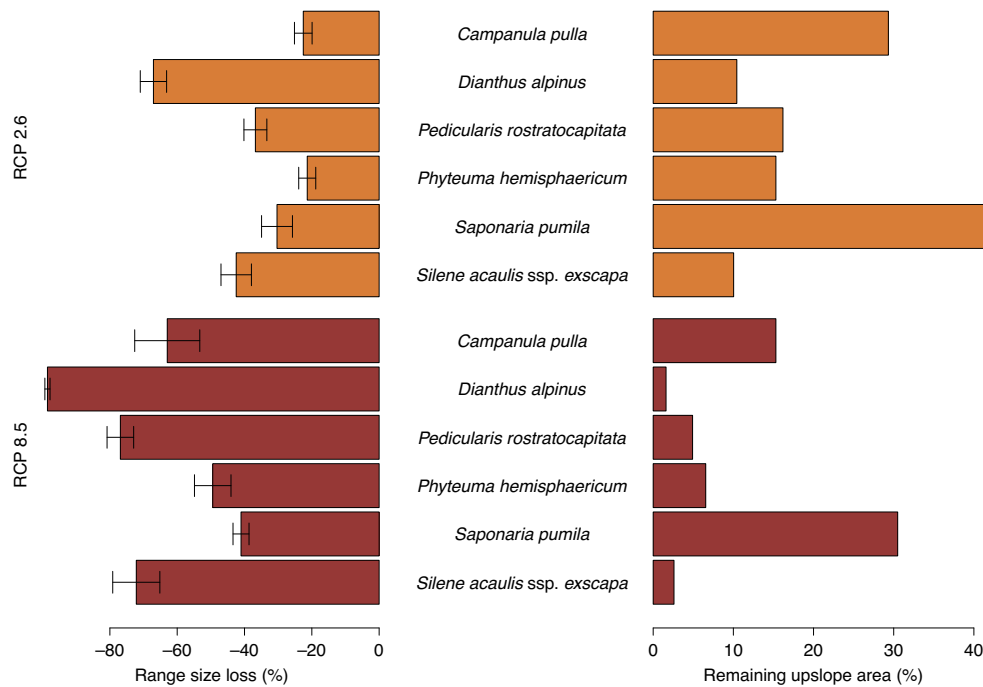 RCP 2.6
Campanula pulla
Dianthus alpinus
Pedicularis rostratocapitata
Phyteuma hemisphaericum
Saponaria pumila
Silene acaulis ssp. exscapa
RCP 8.5
Campanula pulla
Dianthus alpinus
Pedicularis rostratocapitata
Phyteuma hemisphaericum
Saponaria pumila
Silene acaulis ssp. exscapa
−80 −60 −40 −20 0
Range size loss (%)
0 10 20 30 40
Remaining upslope area (%)